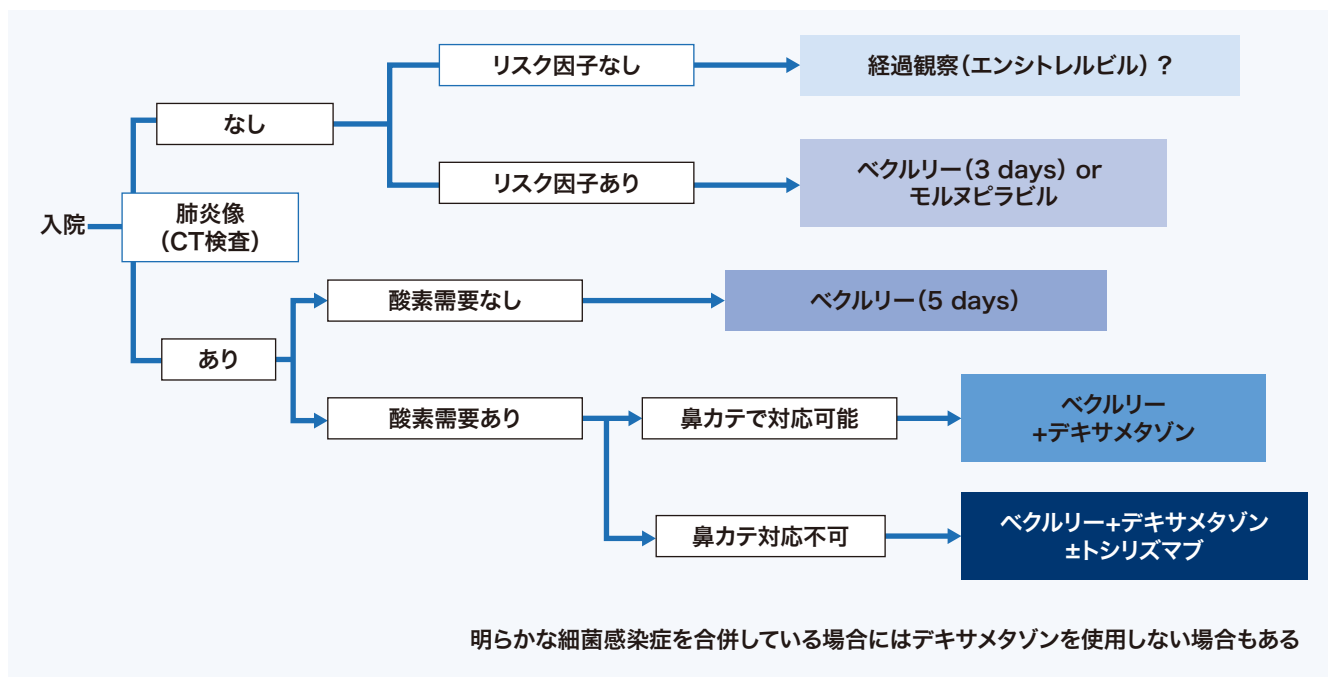 入院
肺炎像
（CT検査）
なし
リスク因子なし
経過観察（エンシトレルビル）？
リスク因子あり
ベクルリー（3 days）or
モルヌピラビル
あり
酸素需要なし
ベクルリー（5 days）
酸素需要あり
鼻カテで対応可能
ベクルリー
+デキサメタゾン
鼻カテ対応不可
ベクルリー+デキサメタゾン
±トシリズマブ
明らかな細菌感染症を合併している場合にはデキサメタゾンを使用しない場合もある